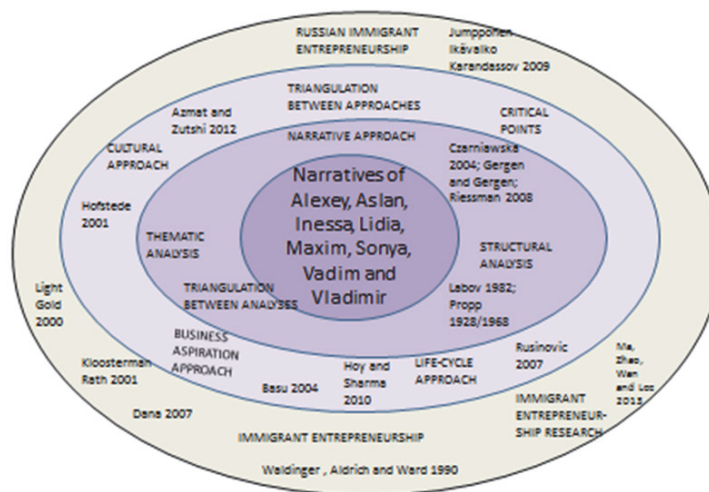 RUSSIAN IMMIGRANT
ENTREPRENEURSHIP
Jumpponen
Ikävalko
Karandassov 2009
TRIANGULATION
BETWEEN APPROACHES
Azmat and
Zutshi 2012
CRITICAL
POINTS
NARRATIVE APPROACH
CULTURAL
APPROACH
Czarniawska
2004; Gergen
and Gergen;
Riessman 2008
Narratives of
Alexey, Aslan,
Inessa, Lidia,
Maxim, Sonya,
Vadim and
Vladimir
Hofstede
2001
THEMATIC
ANALYSIS
STRUCTURAL
ANALYSIS
Light
Gold
2000
TRIANGULATION
BETWEEN ANALYSES
Labov 1982;
Propp
1928/1968
BUSINESS
ASPIRATION
APPROACH
Rusinovic
2007
Ma,
Zhao,
Wan
and Loc
2013
Kloosterman
Rath 2001
Hoy and
Sharma
2010
LIFE-CYCLE
APPROACH
Basu 2004
Dana 2007
IMMIGRANT
ENTREPRENEUR-
SHIP RESEARCH
IMMIGRANT ENTREPRENEURSHIP
Waldinger , Aldrich and Ward 1990